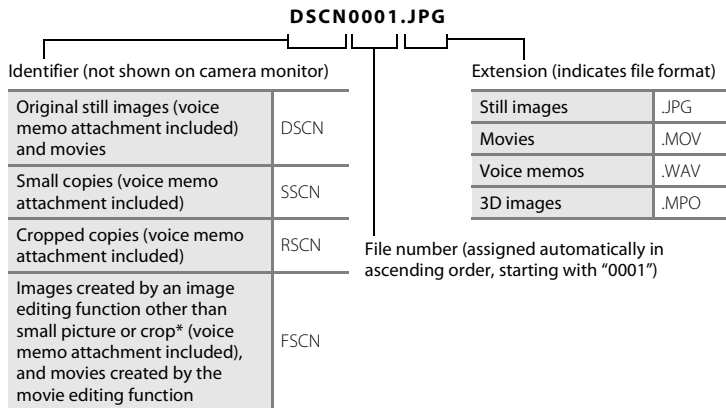 DSCN0001.JPG
Identifier (not shown on camera monitor)
Original still images (voice
memo attachment included)
and movies
DSCN
Small copies (voice memo
attachment included)
SSCN
Cropped copies (voice memo
attachment included)
RSCN
Images created by an image
editing function other than
small picture or crop* (voice
memo attachment included),
and movies created by the
movie editing function
FSCN
Extension (indicates file format)
Still images .JPG
Movies .MOV
Voice memos .WAV
3D images .MPO
File number (assigned automatically in
ascending order, starting with “0001”)